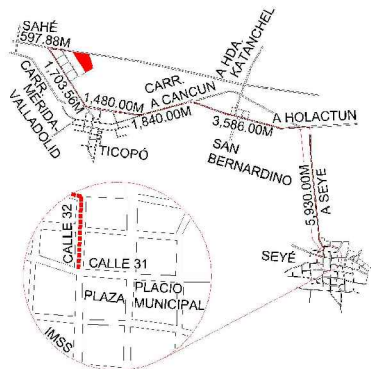 SAHÉ
597.88M
1,703.56M
CARR. MERIDA-
VALLADOLID
1,480.00M
TICOPÓ
CARR.
A CANCUN
1,840.00M
A HDA.
KATANCHEL
3,586.00M
SAN
BERNARDINO
A HOLACTUN
5,930.00M
A SEYE
SEYÉ
CALLE 32
CALLE 31
PLAZA
PLACIO
MUNICIPAL
IMSS